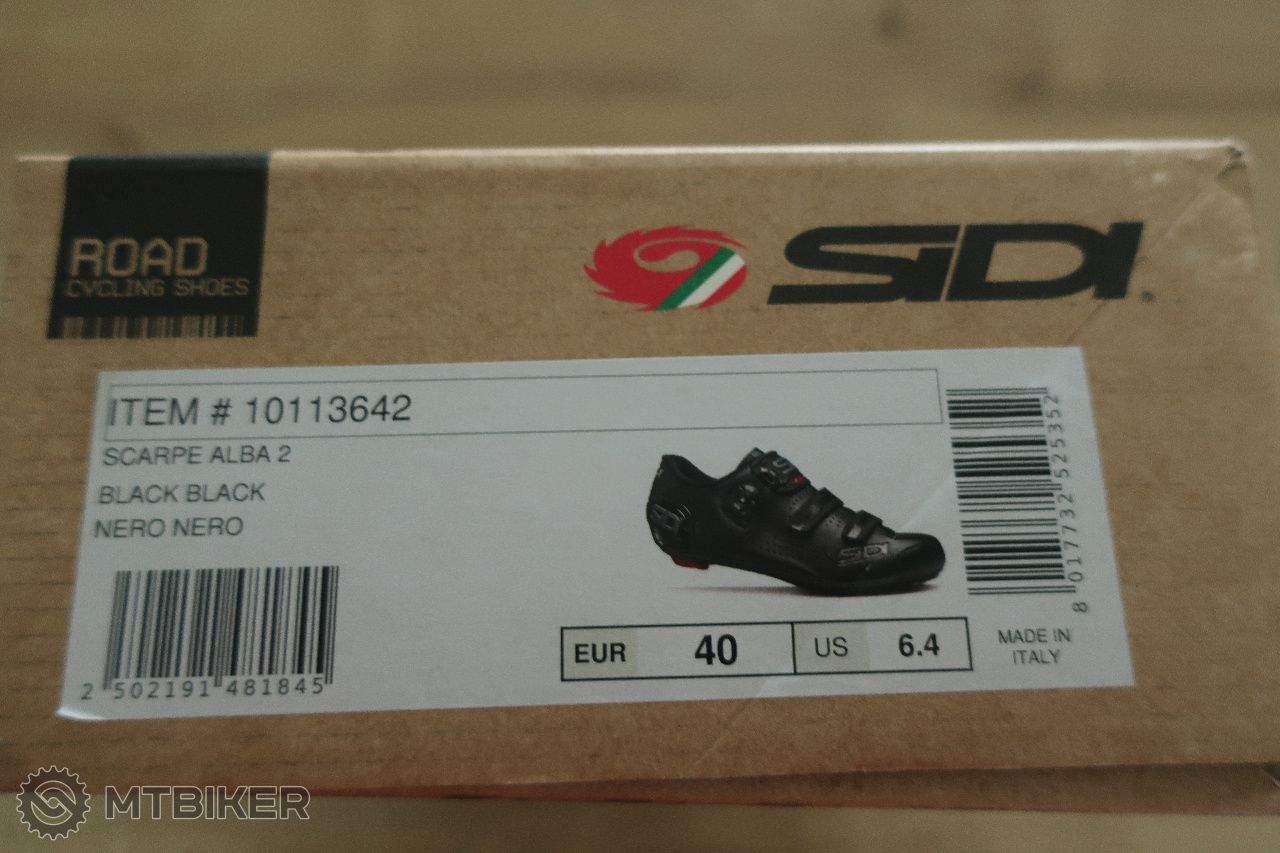 ROAD
CYCLING SHOES
SIDI
ITEM # 10113642
SCARPE ALBA 2
BLACK BLACK
NERO NERO
SIDI
2 502191 481845
EUR 40 US 6.4
8 017732 525352
MADE IN
ITALY
MTBIKER